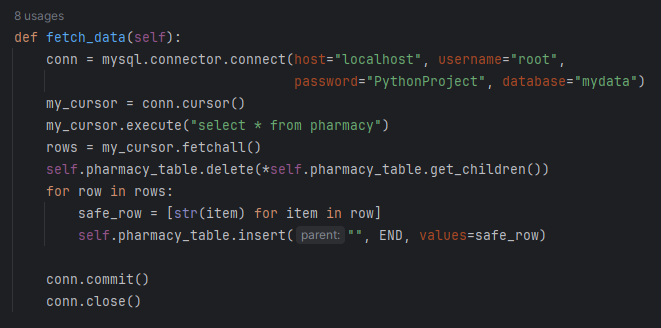 8 usages
def fetch_data(self):
    conn = mysql.connector.connect(host="localhost", username="root",
                                   password="PythonProject", database="mydata")
    my_cursor = conn.cursor()
    my_cursor.execute("select * from pharmacy")
    rows = my_cursor.fetchall()
    self.pharmacy_table.delete(*self.pharmacy_table.get_children())
    for row in rows:
        safe_row = [str(item) for item in row]
        self.pharmacy_table.insert( parent: "", END, values=safe_row)
    conn.commit()
    conn.close()